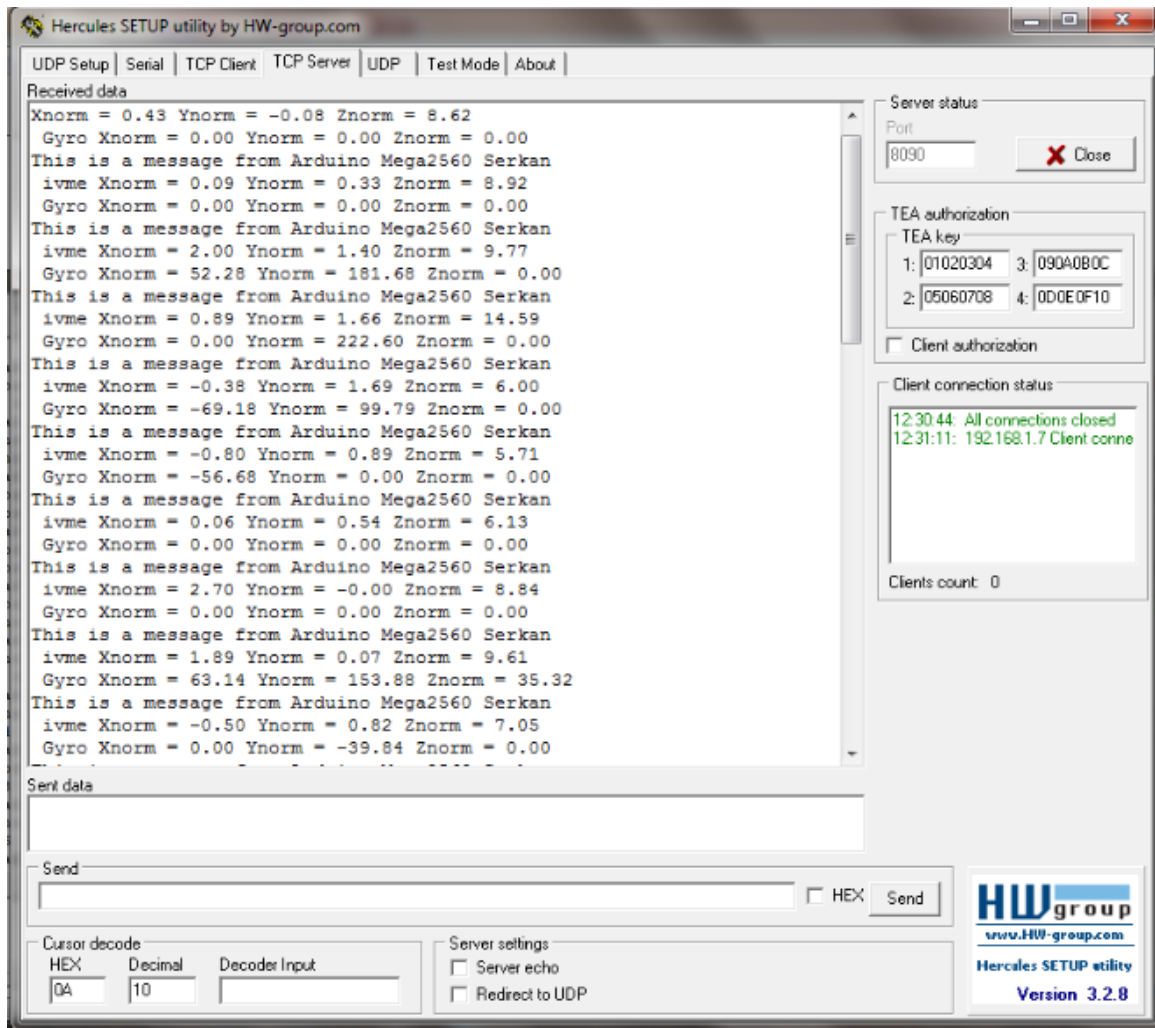 Hercules SETUP utility by HW-group.com
UDP Setup Serial TCP Client TCP Server UDP Test Mode About
Received data
Xnorm = 0.43 Ynorm = -0.08 Znorm = 8.62
Gyro Xnorm = 0.00 Ynorm = 0.00 Znorm = 0.00
This is a message from Arduino Mega2560 Serkan
ivme Xnorm = 0.09 Ynorm = 0.33 Znorm = 8.92
Gyro Xnorm = 0.00 Ynorm = 0.00 Znorm = 0.00
This is a message from Arduino Mega2560 Serkan
ivme Xnorm = 2.00 Ynorm = 1.40 Znorm = 9.77
Gyro Xnorm = 52.28 Ynorm = 181.68 Znorm = 0.00
This is a message from Arduino Mega2560 Serkan
ivme Xnorm = 0.89 Ynorm = 1.66 Znorm = 14.59
Gyro Xnorm = 0.00 Ynorm = 222.60 Znorm = 0.00
This is a message from Arduino Mega2560 Serkan
ivme Xnorm = -0.38 Ynorm = 1.69 Znorm = 6.00
Gyro Xnorm = -69.18 Ynorm = 99.79 Znorm = 0.00
This is a message from Arduino Mega2560 Serkan
ivme Xnorm = -0.80 Ynorm = 0.89 Znorm = 5.71
Gyro Xnorm = -56.68 Ynorm = 0.00 Znorm = 0.00
This is a message from Arduino Mega2560 Serkan
ivme Xnorm = 0.06 Ynorm = 0.54 Znorm = 6.13
Gyro Xnorm = 0.00 Ynorm = 0.00 Znorm = 0.00
This is a message from Arduino Mega2560 Serkan
ivme Xnorm = 2.70 Ynorm = -0.00 Znorm = 8.84
Gyro Xnorm = 0.00 Ynorm = 0.00 Znorm = 0.00
This is a message from Arduino Mega2560 Serkan
ivme Xnorm = 1.89 Ynorm = 0.07 Znorm = 9.61
Gyro Xnorm = 63.14 Ynorm = 153.88 Znorm = 35.32
This is a message from Arduino Mega2560 Serkan
ivme Xnorm = -0.50 Ynorm = 0.82 Znorm = 7.05
Gyro Xnorm = 0.00 Ynorm = -39.84 Znorm = 0.00
Server status
Port
8090 Close
TEA authorization
TEA key
1: 01020304 3: 090A0B0C
2: 05060708 4: 0D0E0F10
Client authorization
Client connection status
12:30:44: All connections closed
12:31:11: 192.168.1.7 Client conne
Clients count: 0
Sent data
Send
HEX Send
Cursor decode
HEX Decimal Decoder Input
0A 10
Server settings
Server echo
Redirect to UDP
HW group
www.HW-group.com
Hercules SETUP utility
Version 3.2.8